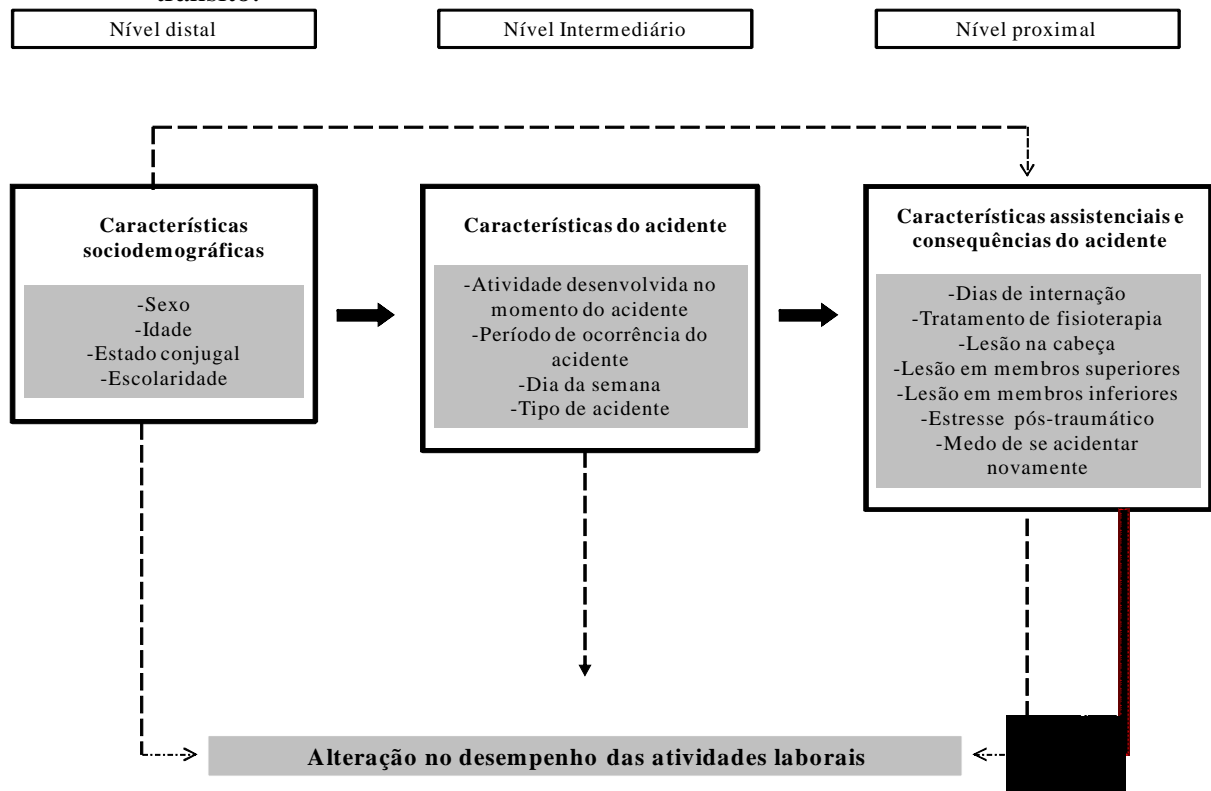 trânsito.
Nível distal
Nível Intermediário
Nível proximal
Características
sociodemográficas
-Sexo
-Idade
-Estado conjugal
-Escolaridade
Características do acidente
-Atividade desenvolvida no
momento do acidente
-Período de ocorrência do
acidente
-Dia da semana
-Tipo de acidente
Características assistenciais e
consequências do acidente
-Dias de internação
-Tratamento de fisioterapia
-Lesão na cabeça
-Lesão em membros superiores
-Lesão em membros inferiores
-Estresse pós-traumático
-Medo de se acidentar
novamente
Alteração no desempenho das atividades laborais